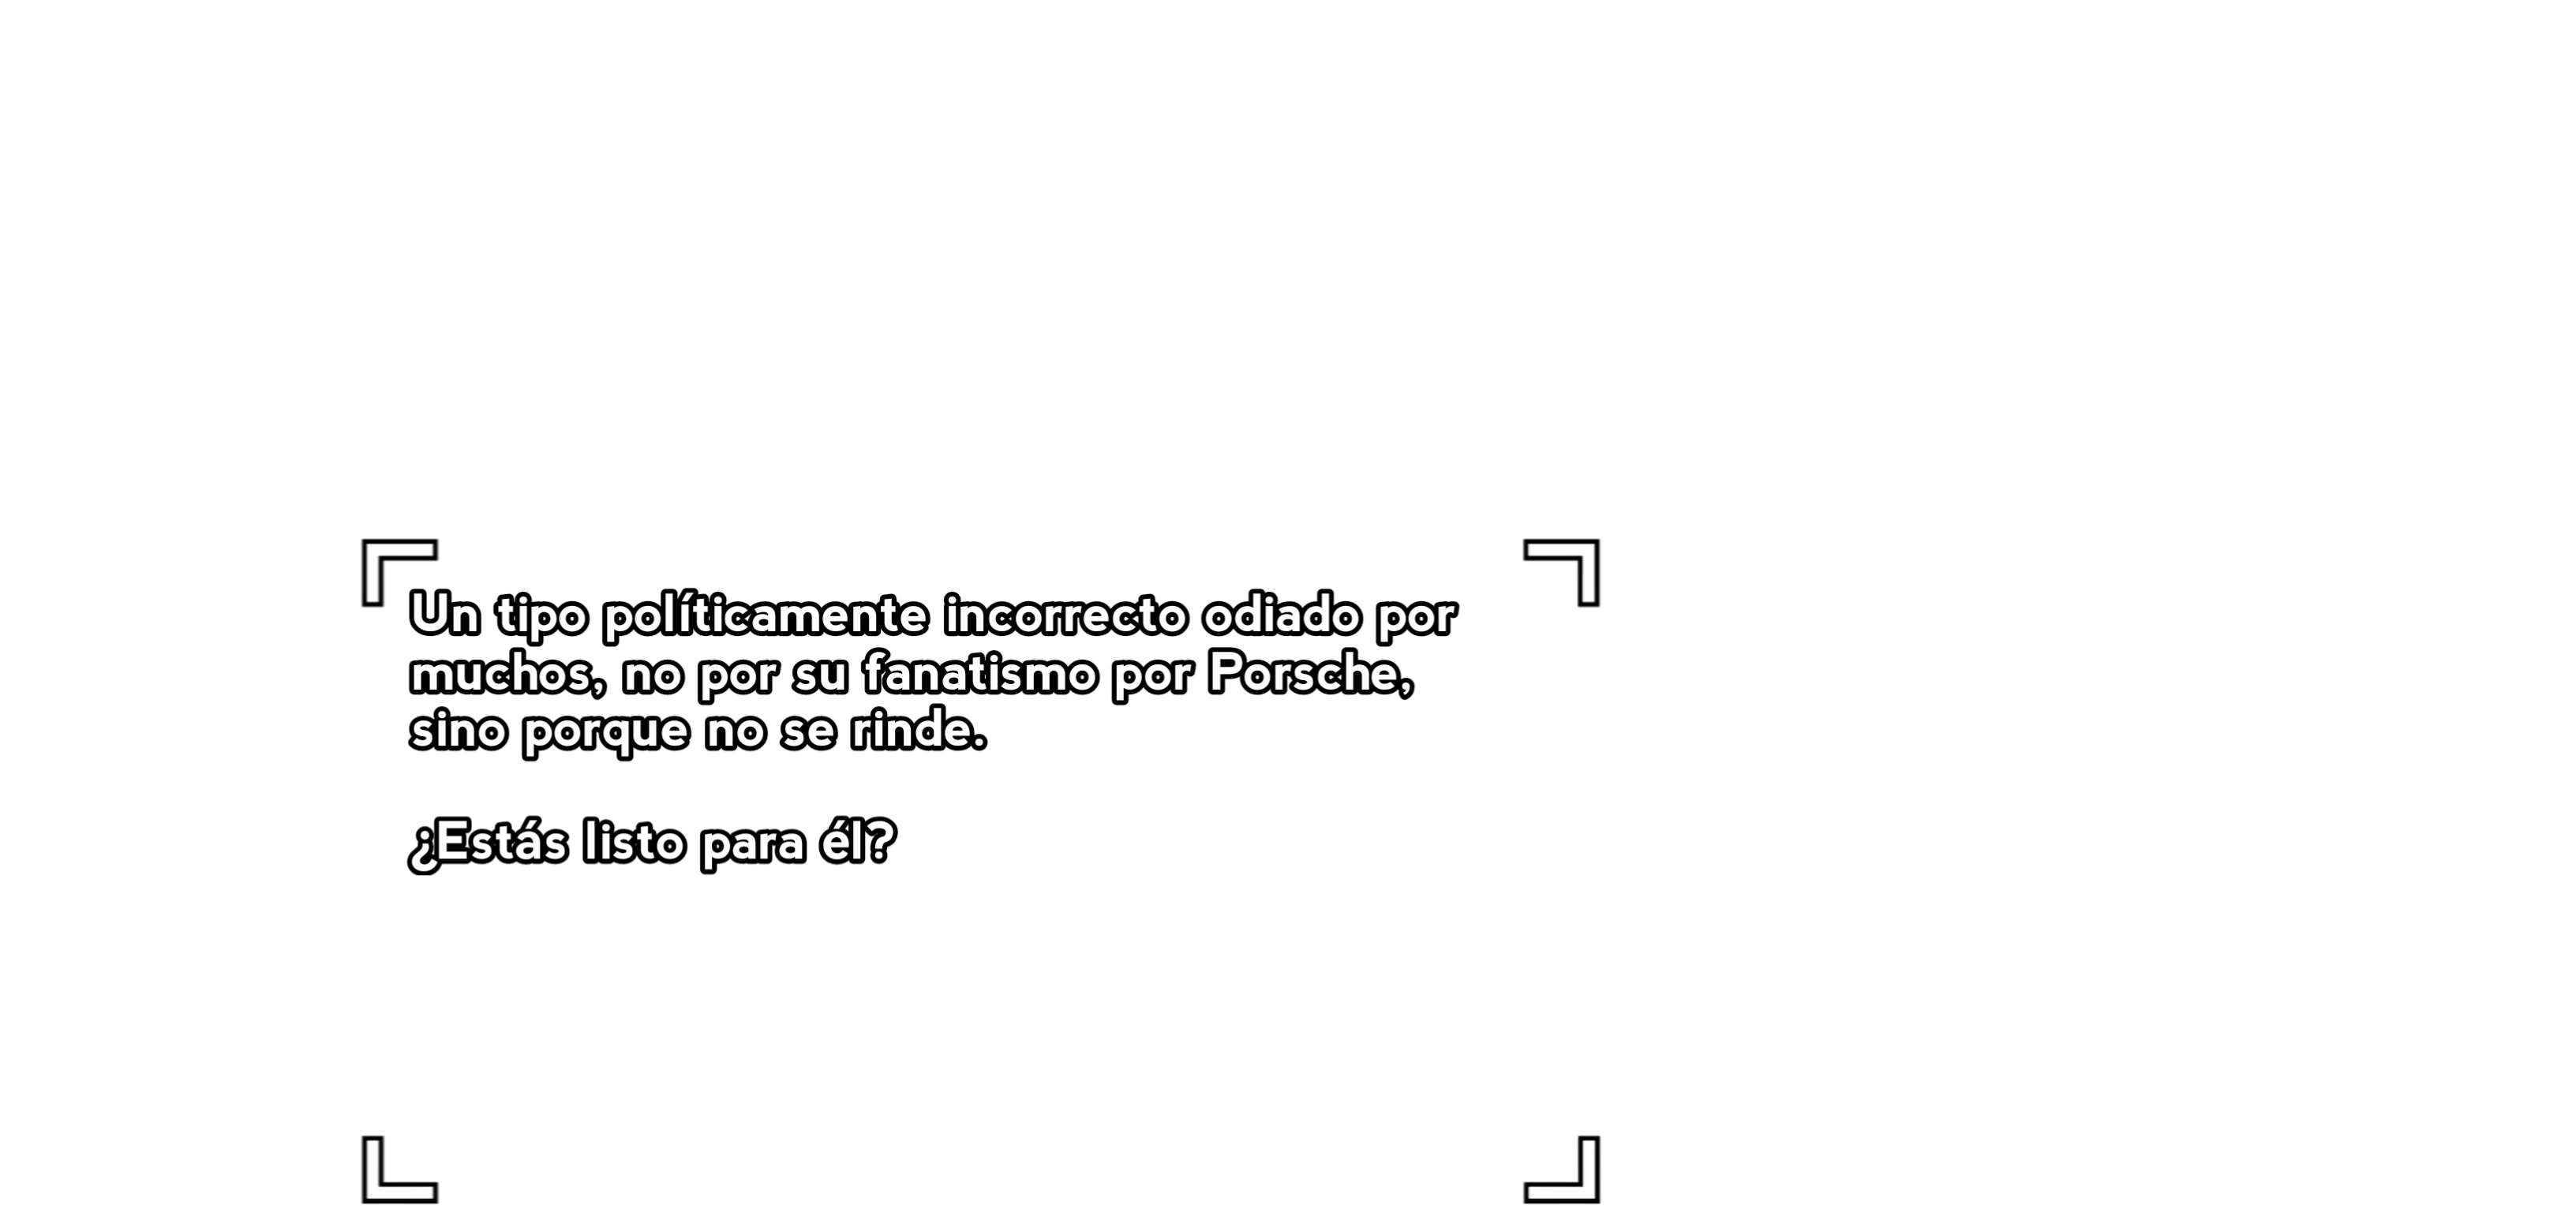 Un tipo políticamente incorrecto odiado por
muchos, no por su fanatismo por Porsche,
sino porque no se rinde.
¿Estás listo para él?